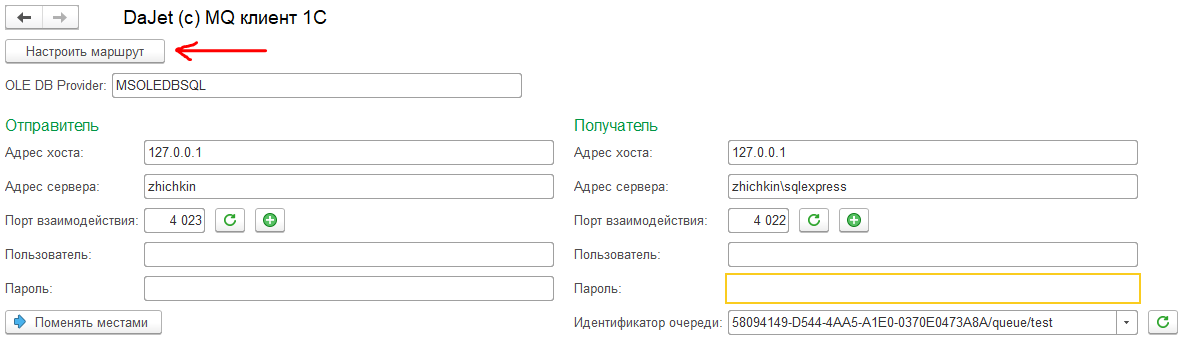 DaJet (c) MQ клиент 1С
Настроить маршрут
OLE DB Provider: MSOLEDBSQL
Отправитель
Адрес хоста: 127.0.0.1
Адрес сервера: zhichkin
Порт взаимодействия: 4 023
Пользователь:
Пароль:
Поменять местами
Получатель
Адрес хоста: 127.0.0.1
Адрес сервера: zhichkin\sqlexpress
Порт взаимодействия: 4 022
Пользователь:
Пароль:
Идентификатор очереди: 58094149-D544-4AA5-A1E0-0370E0473A8A/queue/test